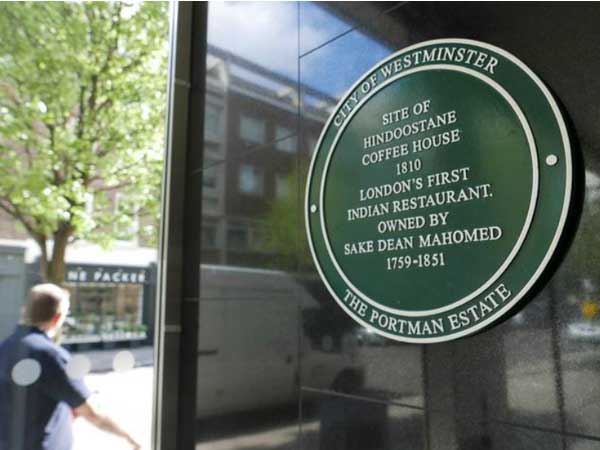 CITY OF WESTMINSTER
SITE OF
HINDOOSTANE
COFFEE HOUSE
1810
LONDON'S FIRST
INDIAN RESTAURANT.
OWNED BY
SAKE DEAN MAHOMED
1759-1851
THE PORTMAN ESTATE
NE PACKER